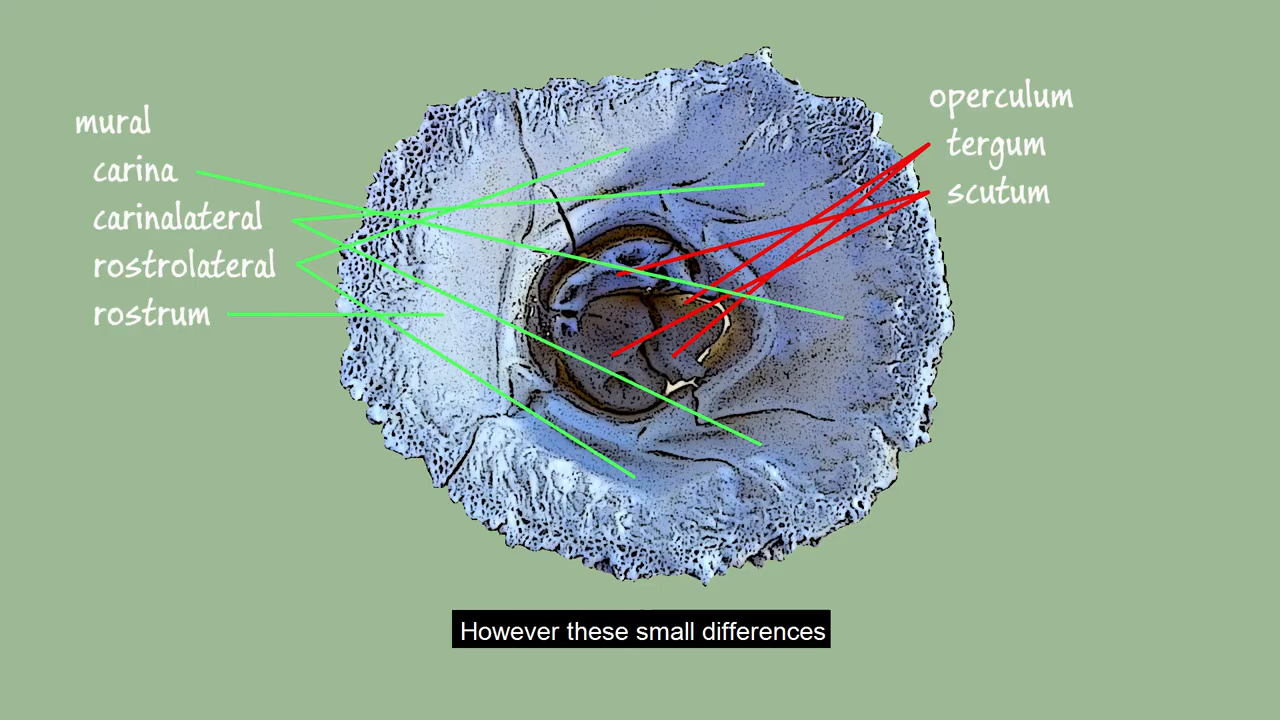 mural
carina
carinalateral
rostrolateral
rostrum
operculum
tergum
scutum
However these small differences